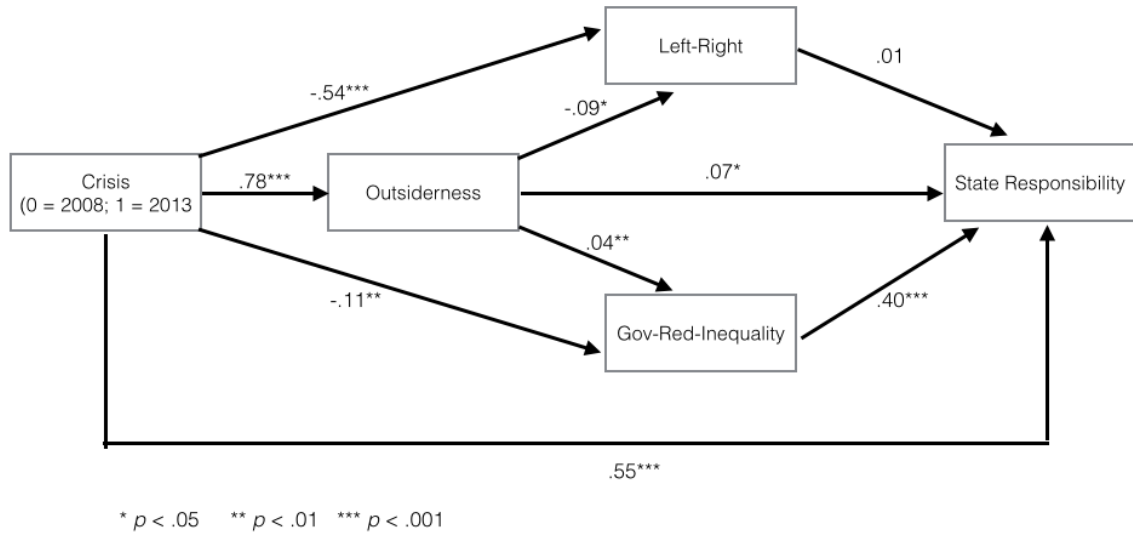 Left-Right
.01
-.54***
-.09*
Crisis
(0 = 2008; 1 = 2013
.78***
Outsiderness
.07*
State Responsibility
.04**
-.11**
Gov-Red-Inequality
.40***
.55***
* p < .05 ** p < .01 *** p < .001